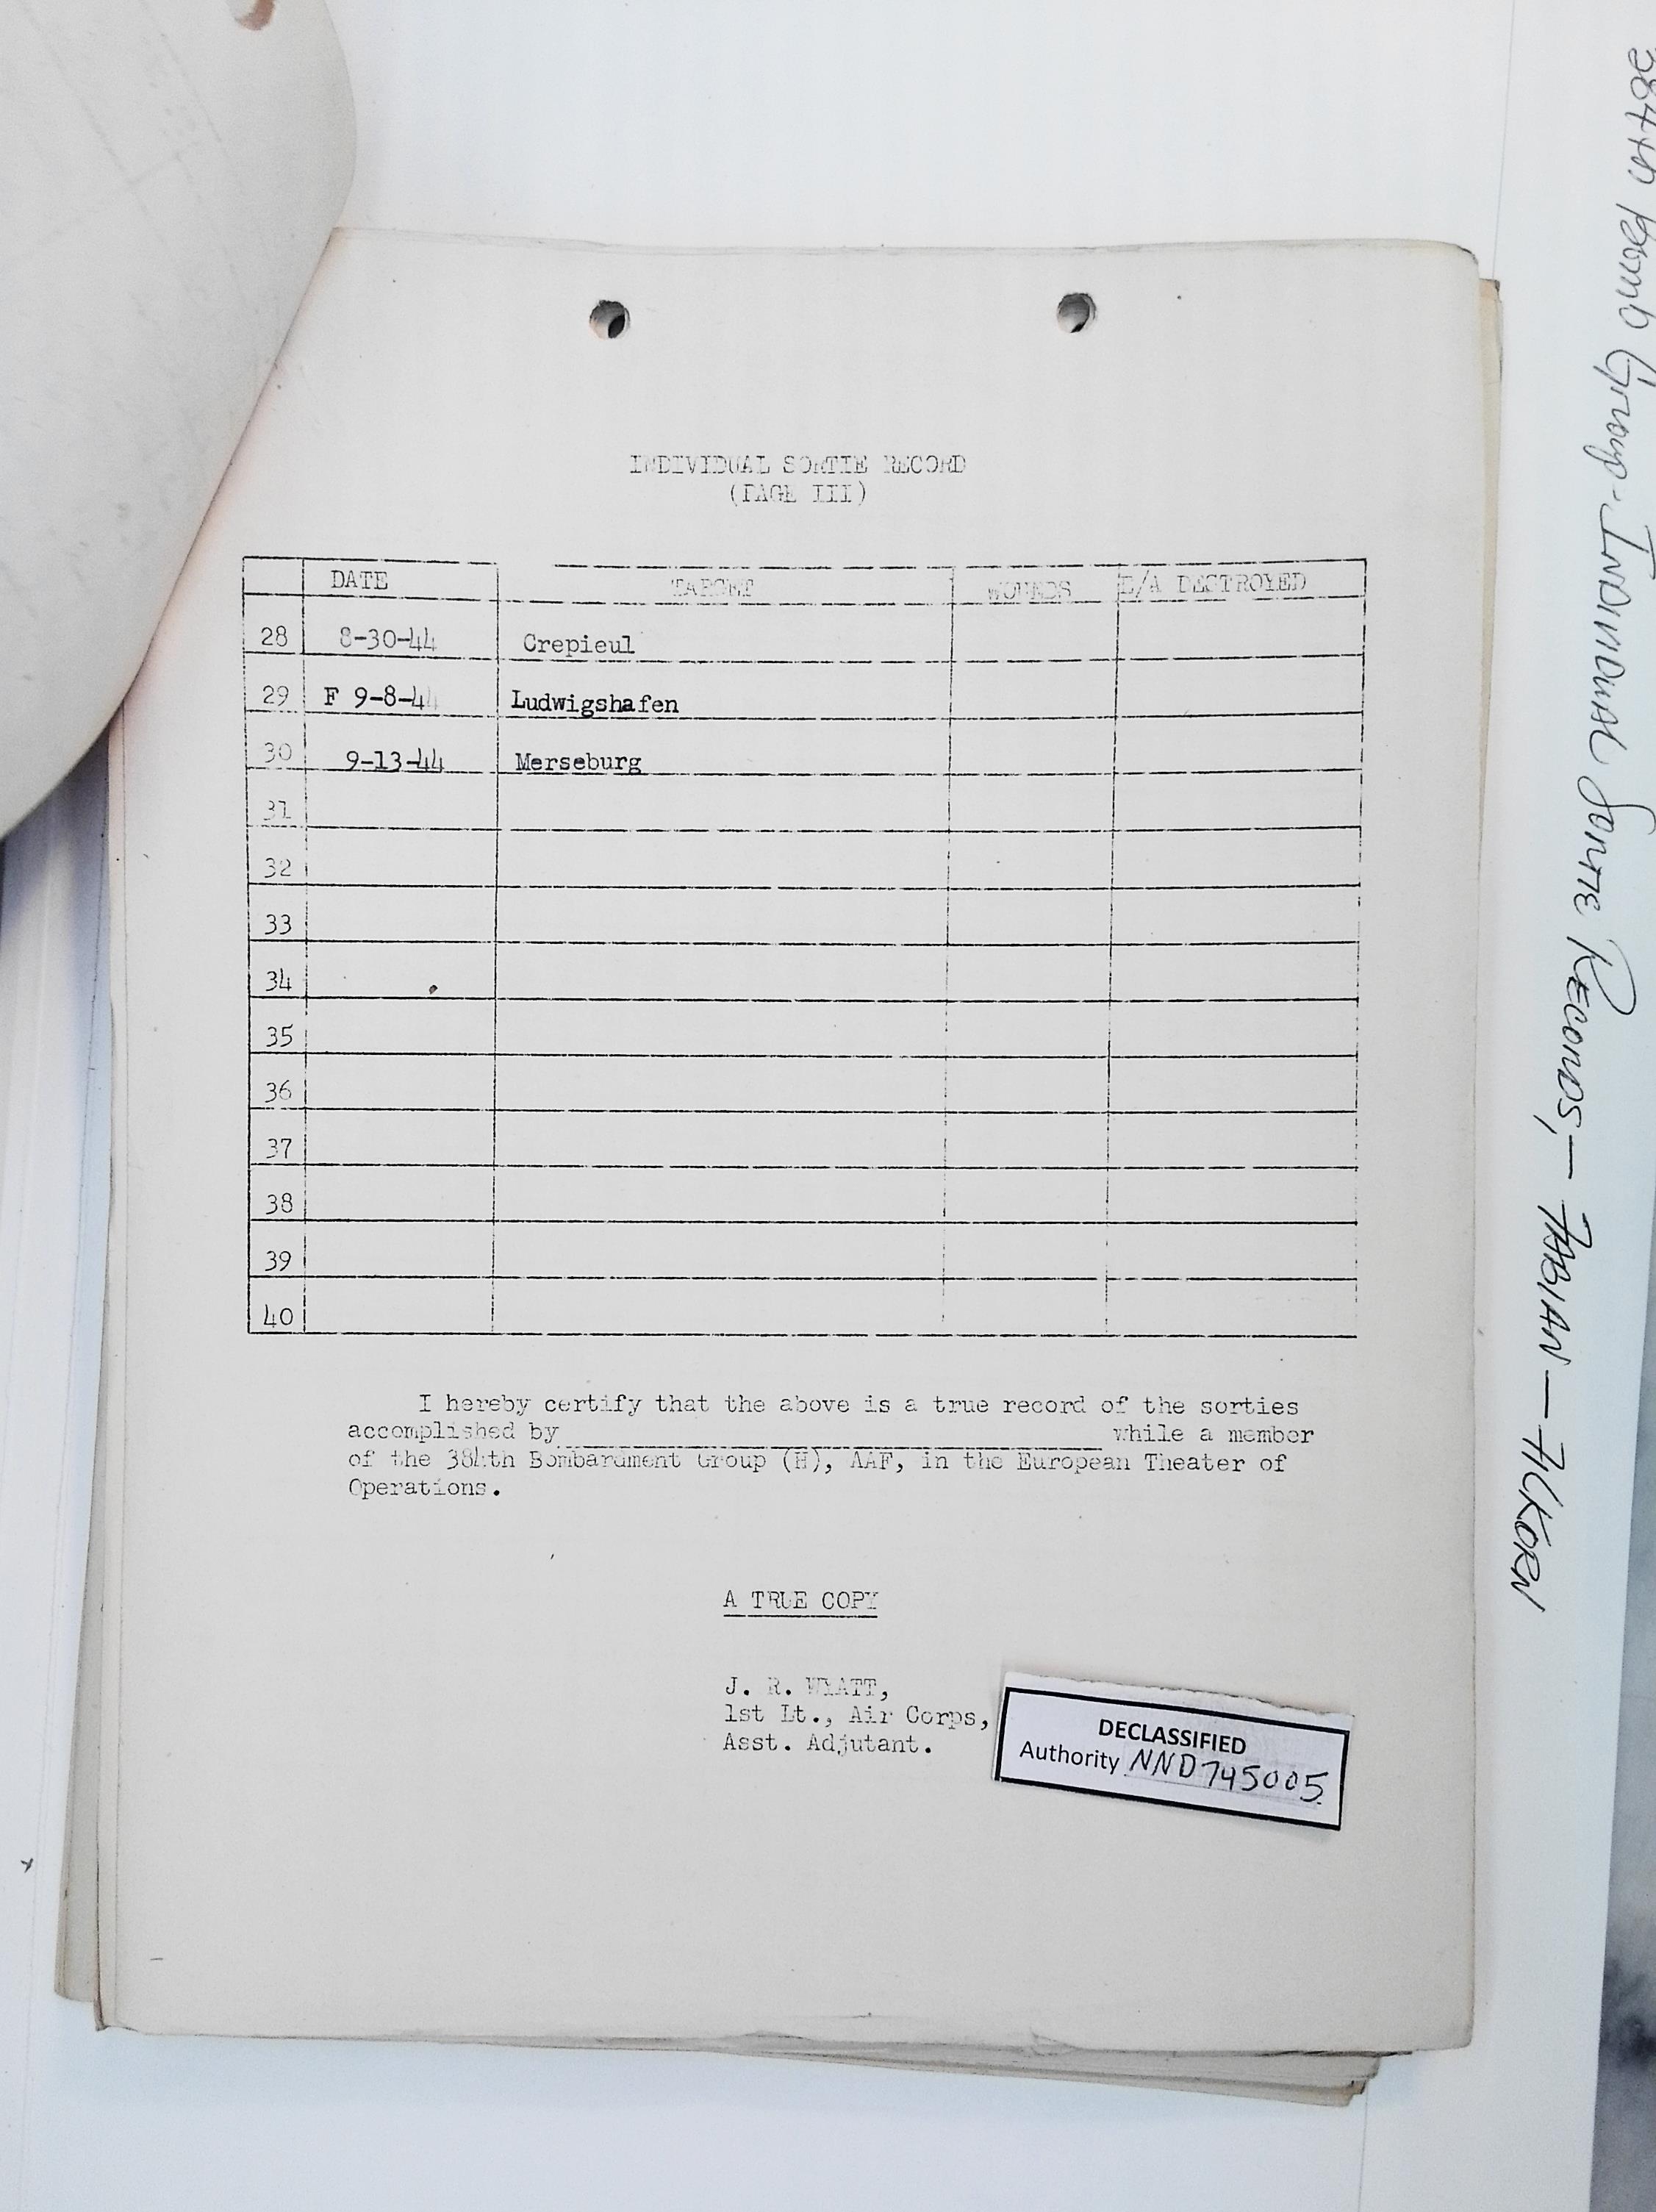 INDIVIDUAL SORTIE RECORD
(PAGE III)
DATE TARGET WOUNDS E/A DESTROYED
28 8-30-44 Crepieul
29 F 9-8-44 Ludwigshafen
30 9-13-44 Merseburg
31
32
33
34
35
36
37
38
39
40
I hereby certify that the above is a true record of the sorties
accomplished by while a member
of the 384th Bombardment Group (H), AAF, in the European Theater of
Operations.
A TRUE COPY
J. R. WYATT,
1st Lt., Air Corps,
Asst. Adjutant.
DECLASSIFIED
Authority NND745005
384th Bomb Group - Individual Sortie Records, - FABIAN - FICKORN